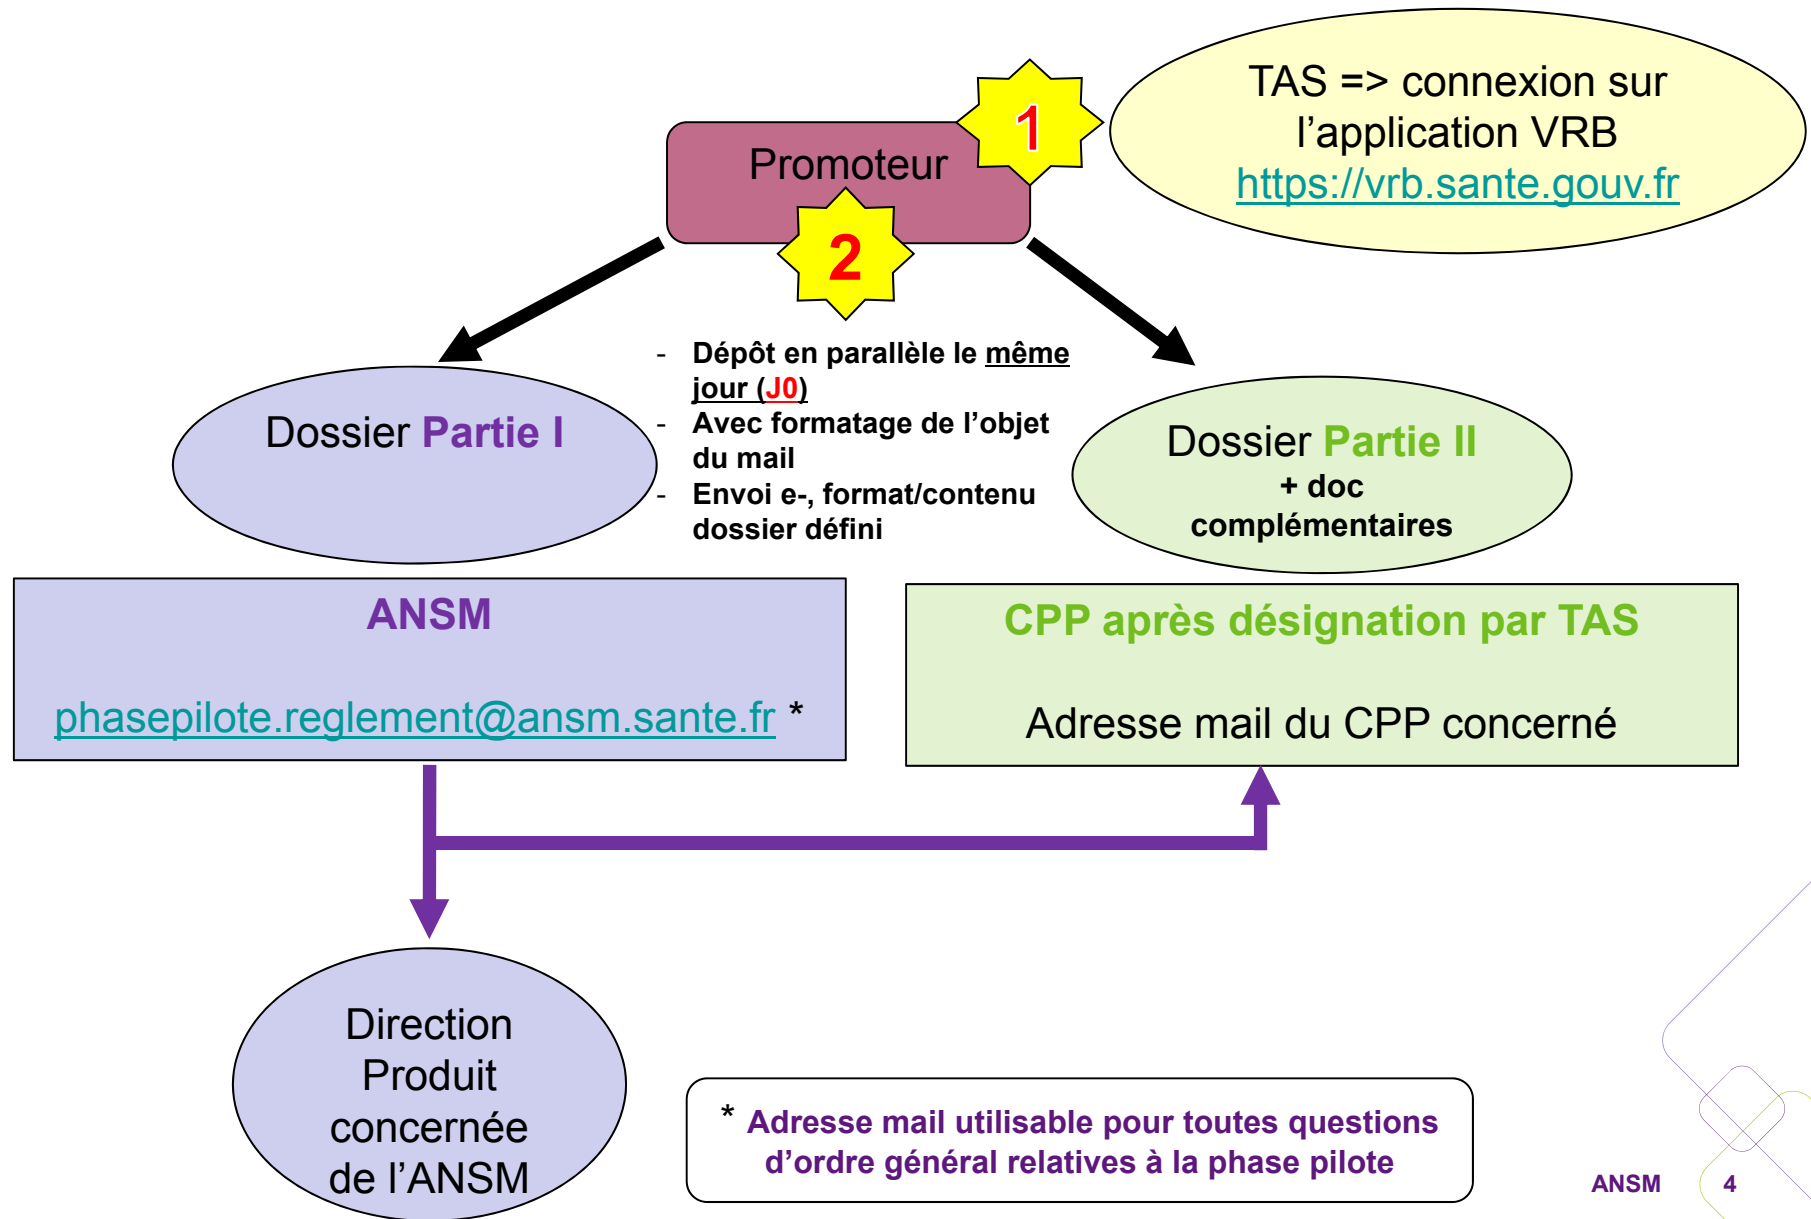 TAS => connexion sur
l’application VRB
https://vrb.sante.gouv.fr
1
Promoteur
2
- Dépôt en parallèle le même
jour (J0)
- Avec formatage de l’objet
du mail
- Envoi e-, format/contenu
dossier défini
Dossier Partie I
Dossier Partie II
+ doc
complémentaires
ANSM
phasepilote.reglement@ansm.sante.fr *
CPP après désignation par TAS
Adresse mail du CPP concerné
Direction
Produit
concernée
de l’ANSM
* Adresse mail utilisable pour toutes questions
d’ordre général relatives à la phase pilote
ANSM 4